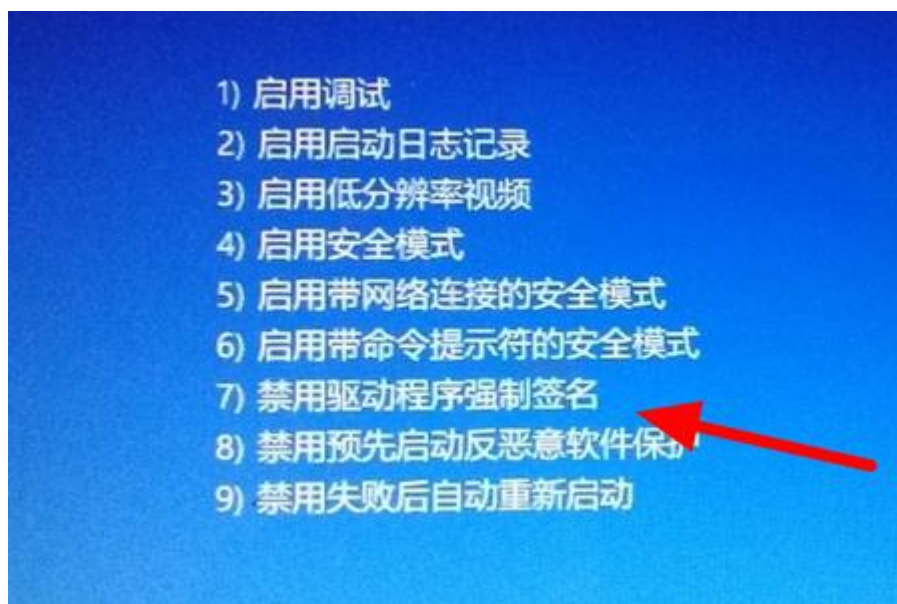 1) 启用调试
2) 启用启动日志记录
3) 启用低分辨率视频
4) 启用安全模式
5) 启用带网络连接的安全模式
6) 启用带命令提示符的安全模式
7) 禁用驱动程序强制签名
8) 禁用预先启动反恶意软件保护
9) 禁用失败后自动重新启动